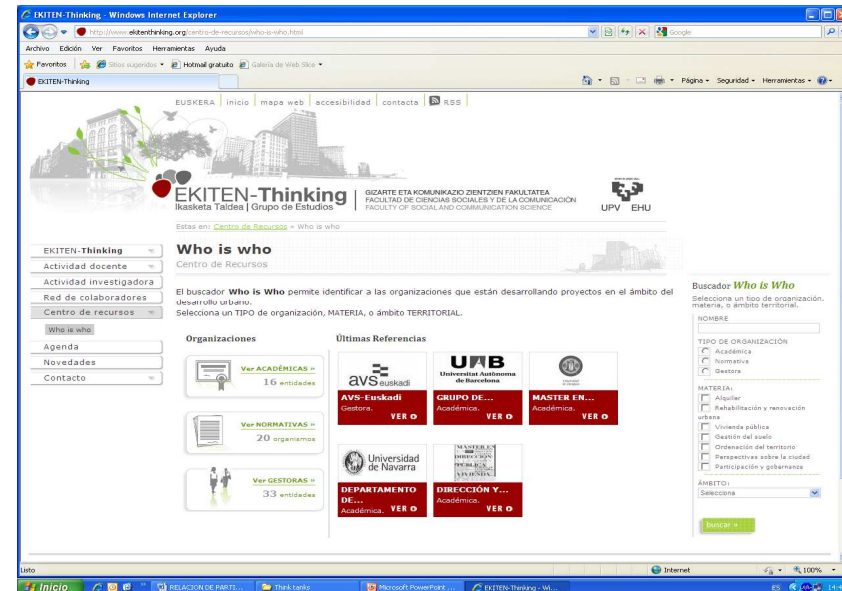 EKITEN-Thinking - Windows Internet Explorer
http://www.ekitenthinking.org/centro-de-recursos/who-is-who.html
Google
Archivo Edición Ver Favoritos Herramientas Ayuda
Favoritos Sitios sugeridos Hotmail gratuito Galería de Web Slice
EKITEN-Thinking
Página Seguridad Herramientas
EUSKERA inicio mapa web accesibilidad contacta RSS
EKITEN-Thinking
Ikasketa Taldea | Grupo de Estudios
GIZARTE ETA KOMUNIKAZIO ZIENTZIEN FAKULTATEA
FACULTAD DE CIENCIAS SOCIALES Y DE LA COMUNICACIÓN
FACULTY OF SOCIAL AND COMMUNICATION SCIENCE
UPV EHU
Estas en: Centro de Recursos » Who is who
EKITEN-Thinking
Actividad docente
Actividad investigadora
Red de colaboradores
Centro de recursos
Who is who
Agenda
Novedades
Contacto
Who is who
Centro de Recursos
El buscador Who is Who permite identificar a las organizaciones que están desarrollando proyectos en el ámbito del
desarrollo urbano.
Selecciona un TIPO de organización, MATERIA, o ámbito TERRITORIAL.
Organizaciones
Ver ACADÉMICAS »
16 entidades
Ver NORMATIVAS »
20 organismos
Ver GESTORAS »
33 entidades
Últimas Referencias
avs euskadi
AVS-Euskadi
Gestora.
VER
UAB
Universitat Autònoma
de Barcelona
GRUPO DE...
Académica.
VER
MASTER EN...
Académica.
VER
Universidad
de Navarra
DEPARTAMENTO
DE...
Académica. VER
MASTER EN
DIRECCIÓN
PÚBLICA
VIVIENDA
DIRECCIÓN Y...
Académica.
VER
Buscador Who is Who
Selecciona un tipo de organización,
materia, o ámbito territorial.
NOMBRE
TIPO DE ORGANIZACIÓN
Académica
Normativa
Gestora
MATERIA:
Alquiler
Rehabilitación y renovación
urbana
Vivienda pública
Gestión del suelo
Ordenación del territorio
Perspectivas sobre la ciudad
Participación y gobernanza
ÁMBITO:
Selecciona
buscar »
Listo
Internet
100%
Inicio
RELACION DE PARTI...
Think tanks
Microsoft PowerPoint ...
EKITEN-Thinking - Wi...
ES